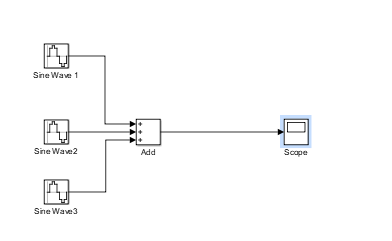 Sine Wave 1
+
+
+
Sine Wave2
Add
Scope
Sine Wave3